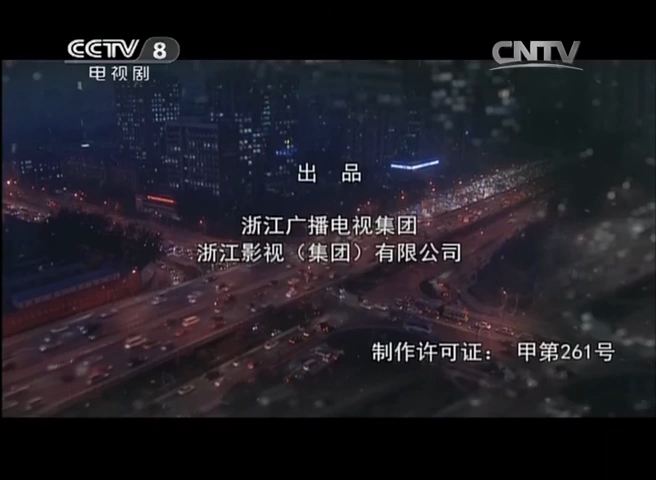 CCTV 8
电视剧
CNTV
出 品
浙江广播电视集团
浙江影视（集团）有限公司
制作许可证： 甲第261号